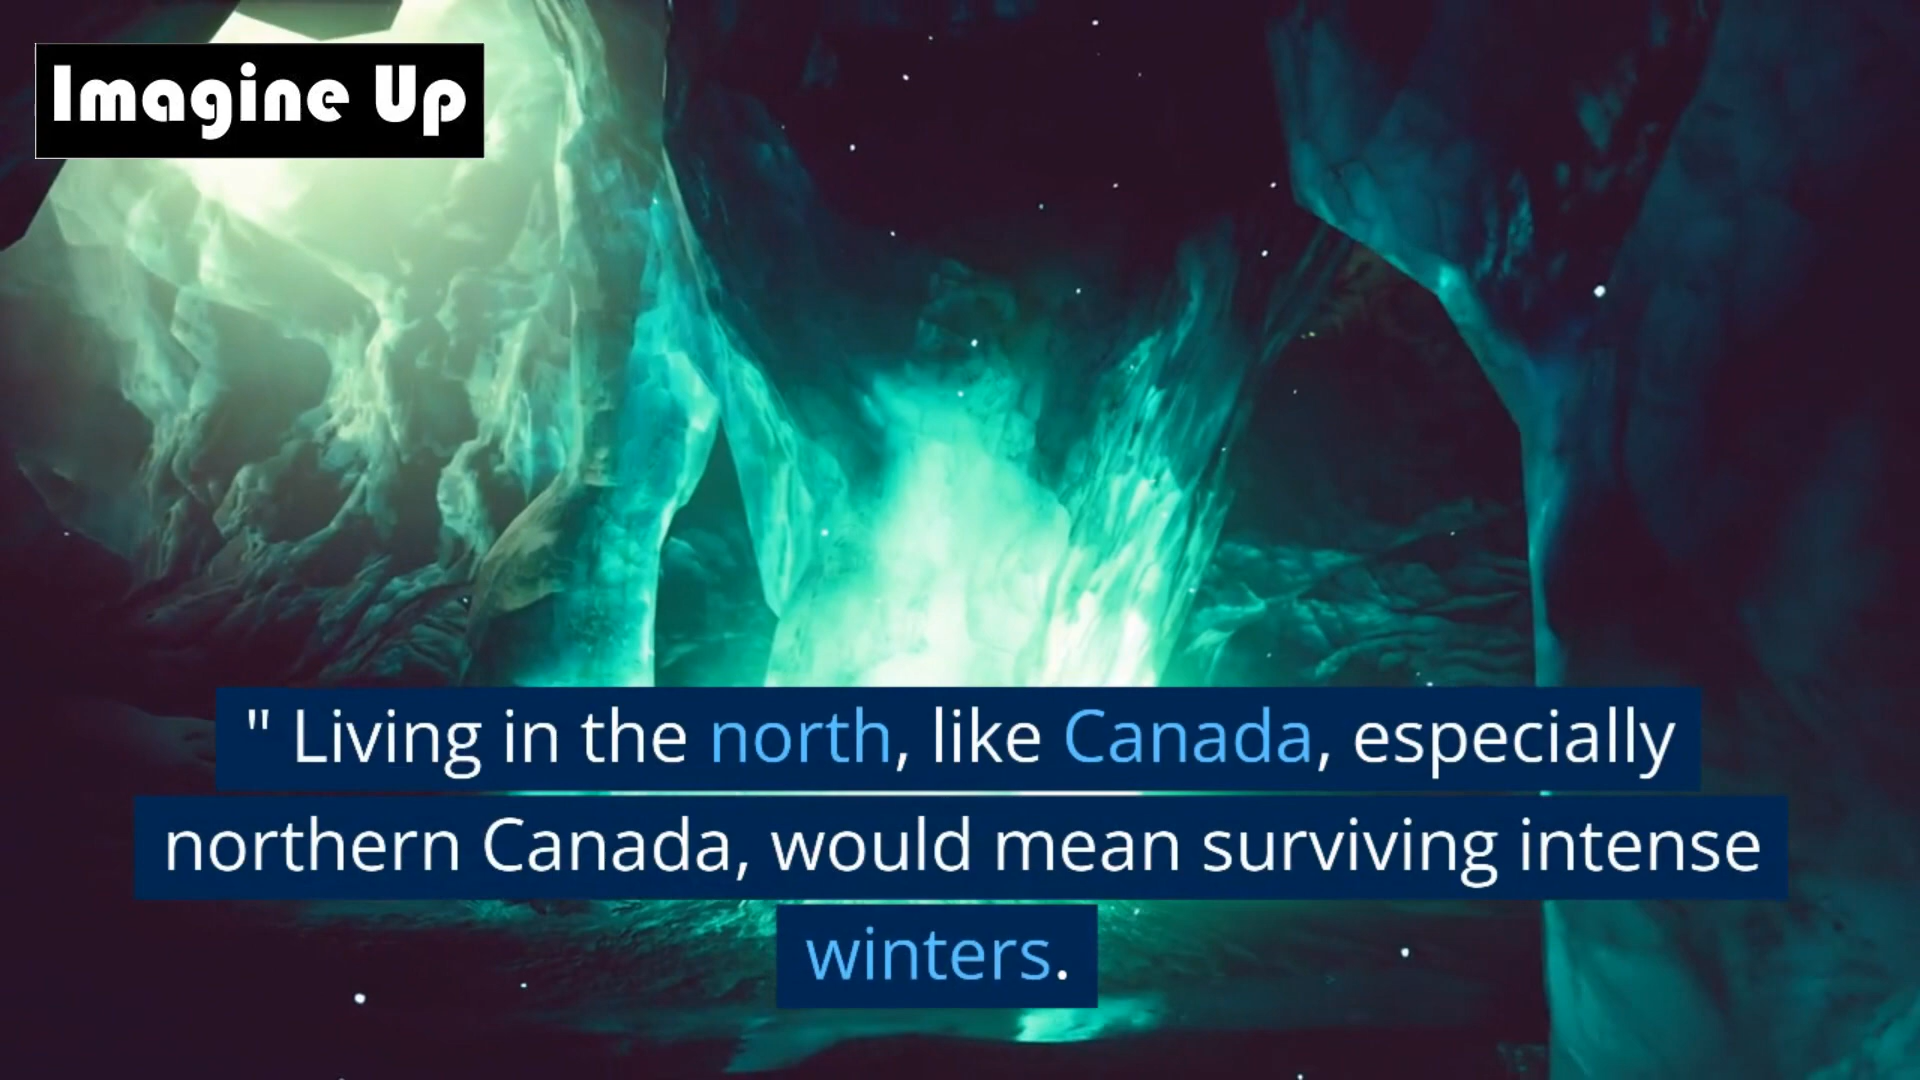 Imagine Up
" Living in the north, like Canada, especially
northern Canada, would mean surviving intense
winters.